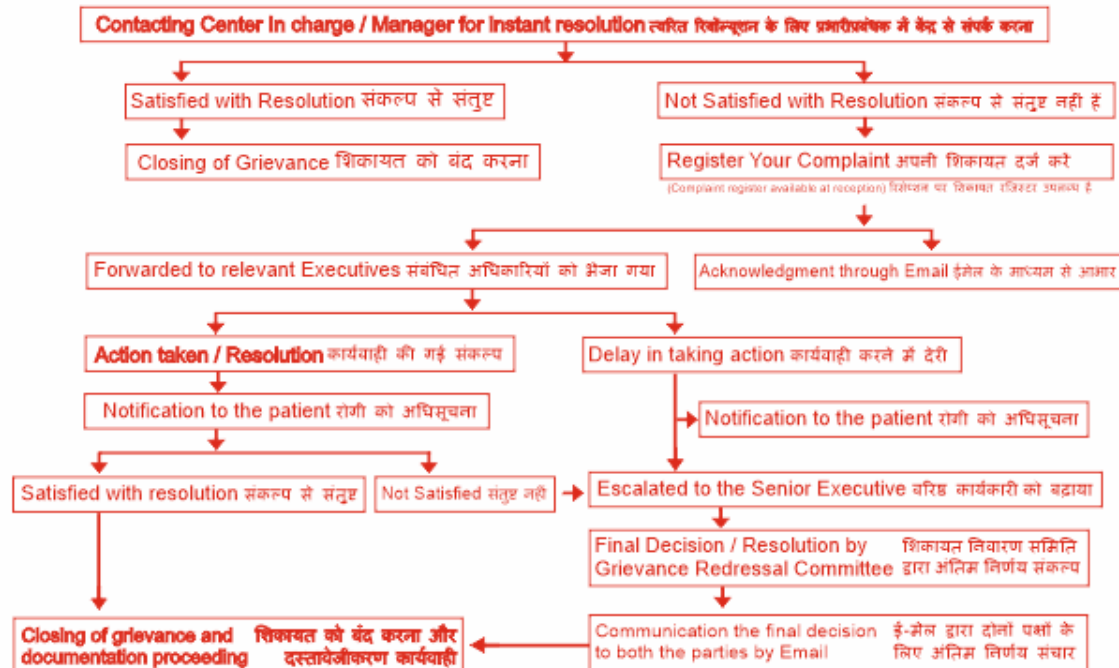 Contacting Center In charge / Manager for instant resolution त्वरित रिवोल्यूशन के लिए प्रभारीप्रबंधक में केंद्र से संपर्क करना
Satisfied with Resolution संकल्प से संतुष्ट
Not Satisfied with Resolution संकल्प से संतुष्ट नहीं हैं
Closing of Grievance शिकायत को बंद करना
Register Your Complaint अपनी शिकायत दर्ज करें
(Complaint register available at reception) रिसेप्शन पर शिकायत रजिस्टर उपलब्ध है
Forwarded to relevant Executives संबंधित अधिकारियों को भेजा गया
Acknowledgment through Email ईमेल के माध्यम से आभार
Action taken / Resolution कार्यवाही की गई संकल्प
Delay in taking action कार्यवाही करने में देरी
Notification to the patient रोगी को अधिसूचना
Notification to the patient रोगी को अधिसूचना
Satisfied with resolution संकल्प से संतुष्ट
Not Satisfied संतुष्ट नहीं
Escalated to the Senior Executive वरिष्ठ कार्यकारी को बढ़ाया
Final Decision / Resolution by शिकायत निवारण समिति
Grievance Redressal Committee द्वारा अंतिम निर्णय संकल्प
Closing of grievance and शिकायत को बंद करना और
documentation proceeding दस्तावेजीकरण कार्यवाही
Communication the final decision ई-मेल द्वारा दोनों पक्षों के
to both the parties by Email लिए अंतिम निर्णय संचार